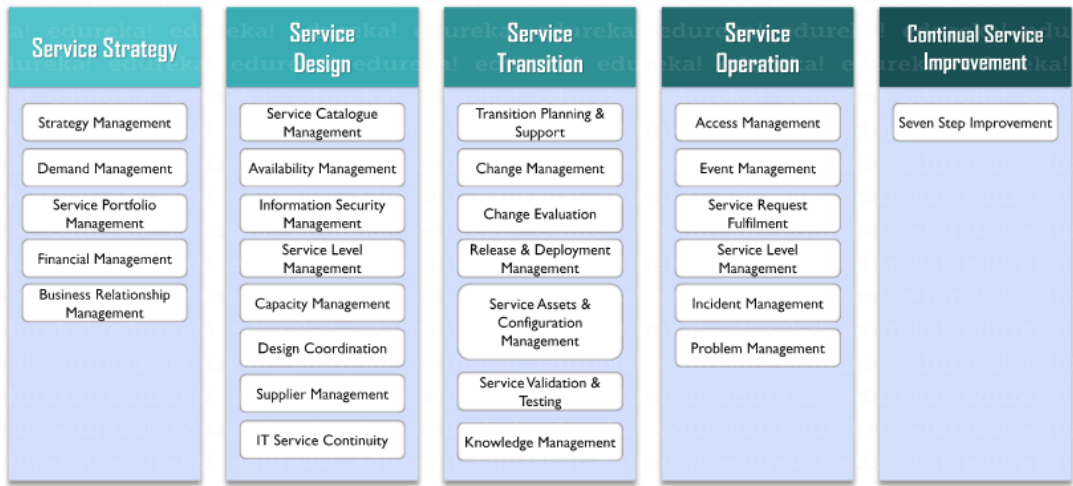 Service Strategy
Strategy Management
Demand Management
Service Portfolio
Management
Financial Management
Business Relationship
Management
Service
Design
Service Catalogue
Management
Availability Management
Information Security
Management
Service Level
Management
Capacity Management
Design Coordination
Supplier Management
IT Service Continuity
Service
Transition
Transition Planning &
Support
Change Management
Change Evaluation
Release & Deployment
Management
Service Assets &
Configuration
Management
Service Validation &
Testing
Knowledge Management
Service
Operation
Access Management
Event Management
Service Request
Fulfilment
Service Level
Management
Incident Management
Problem Management
Continual Service
Improvement
Seven Step Improvement